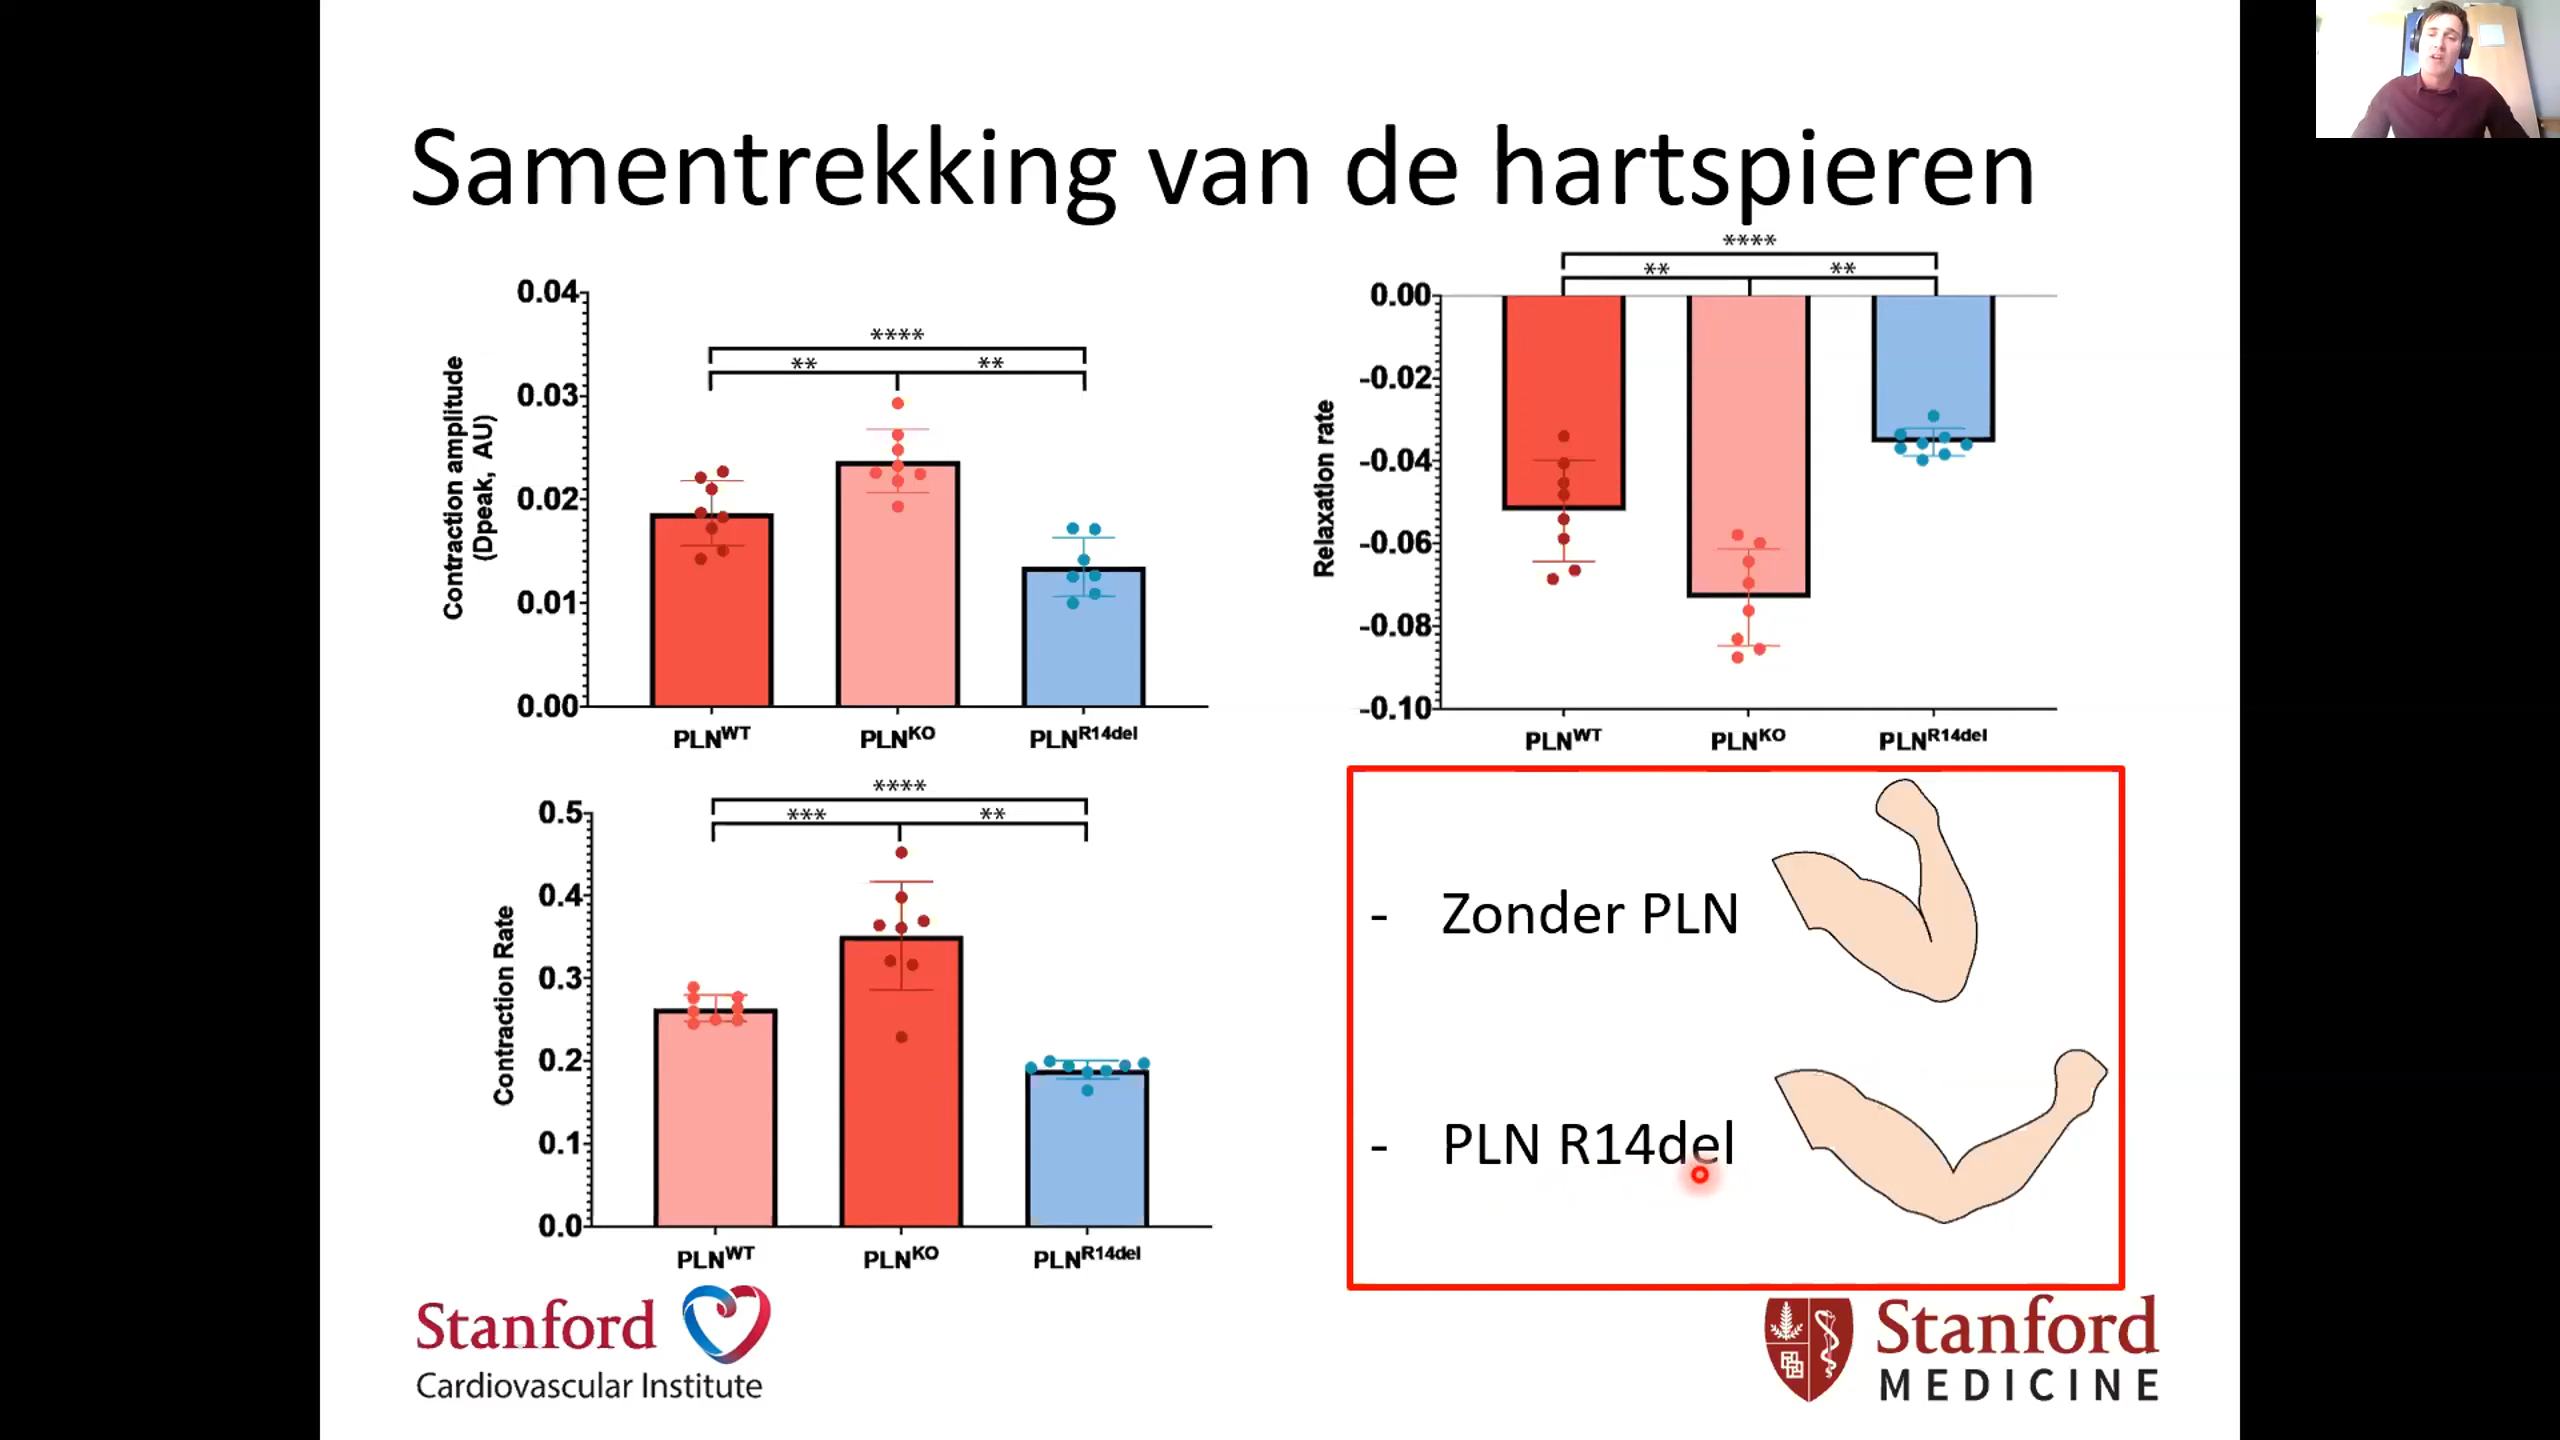 Samentrekking van de hartspieren
****
** **
0.04
0.03
0.02
0.01
0.00
Contraction amplitude
(Dpeak, AU)
PLNWT PLNKO PLNR14del
****
** **
0.00
-0.02
-0.04
-0.06
-0.08
-0.10
Relaxation rate
PLNWT PLNKO PLNR14del
****
*** **
0.5
0.4
0.3
0.2
0.1
0.0
Contraction Rate
PLNWT PLNKO PLNR14del
- Zonder PLN
- PLN R14del
Stanford
Cardiovascular Institute
Stanford
MEDICINE